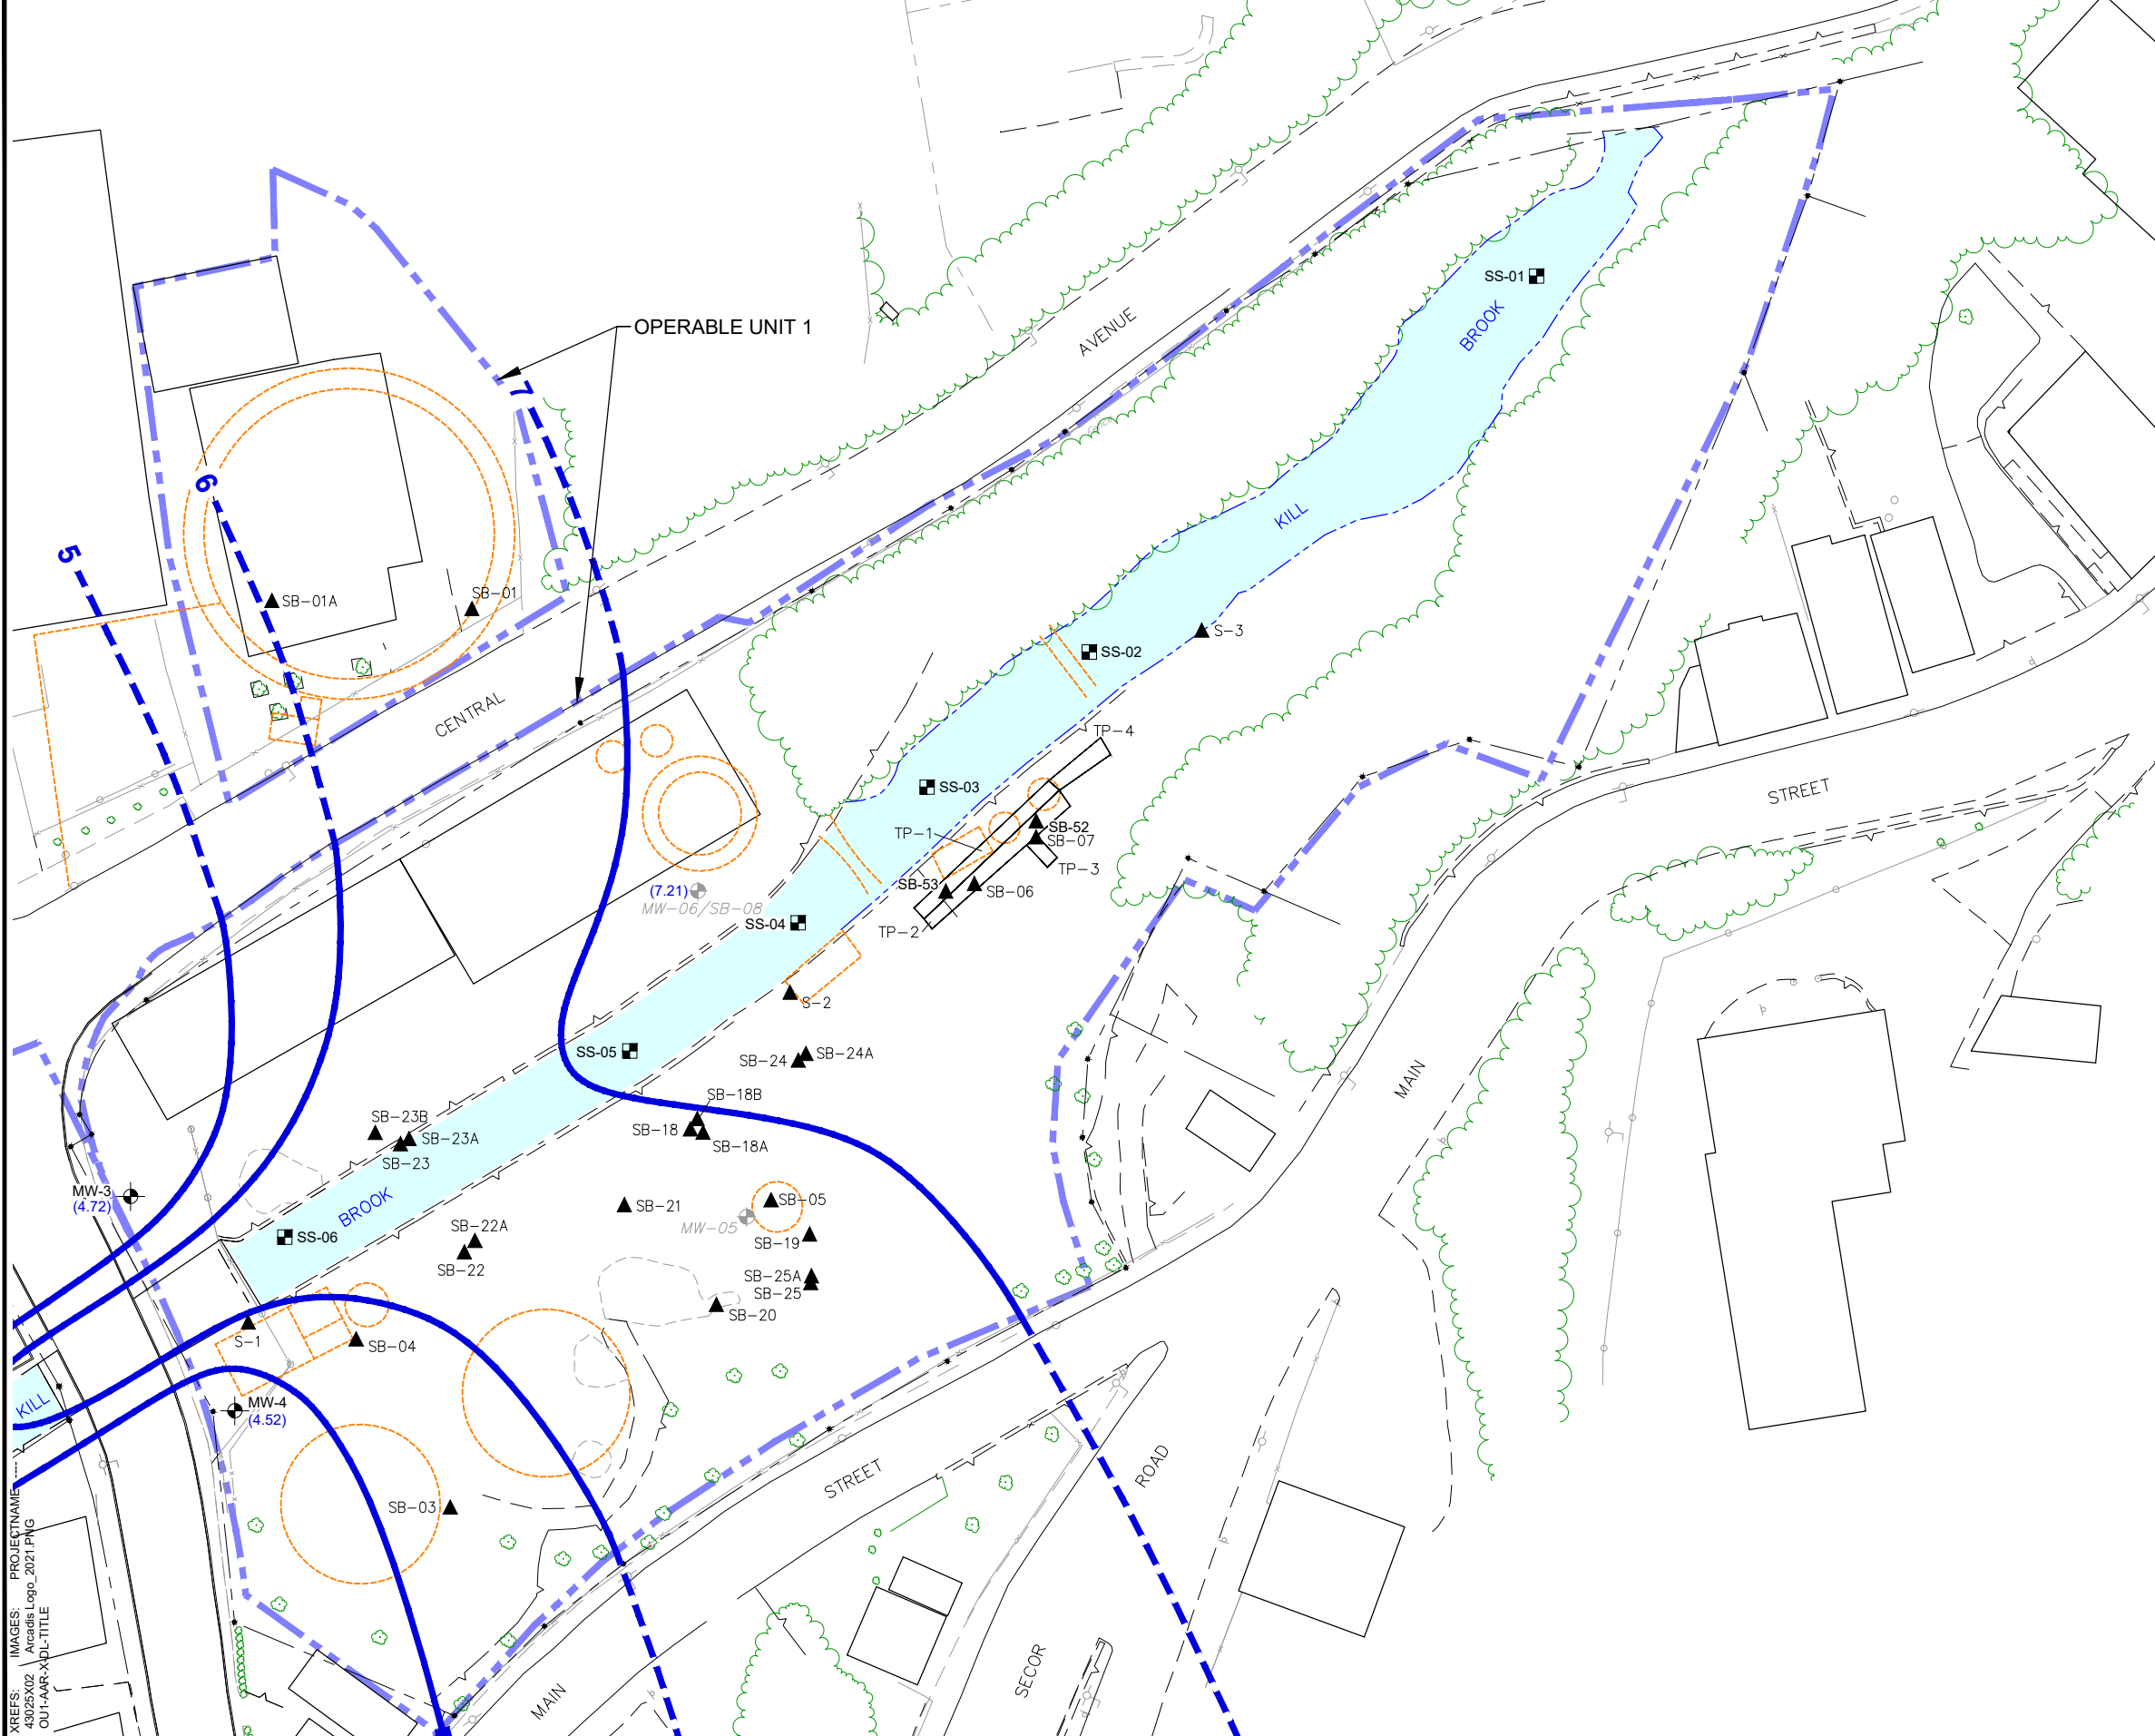 SS-01
BROOK
AVENUE
OPERABLE UNIT 1
7
6
5
KILL
SB-01A
SB-01
S-3
SS-02
CENTRAL
TP-4
SS-03
STREET
TP-1
SB-52
SB-07
TP-3
SB-53
SB-06
(7.21)
MW-06/SB-08
SS-04
TP-2
S-2
SS-05
SB-24
SB-24A
MAIN
SB-18B
SB-23B
SB-23A
SB-18
SB-18A
SB-23
MW-3
(4.72)
BROOK
SB-21
SB-05
MW-05
SB-22A
SS-06
SB-19
SB-22
SB-25A
SB-25
SB-20
S-1
SB-04
KILL
MW-4
(4.52)
STREET
ROAD
SB-03
SECOR
MAIN
XREFS: IMAGES: PROJECTNAME: ----
43025X02 Arcadis Logo_2021.PNG
OU1-AAR-X-DL-TITLE